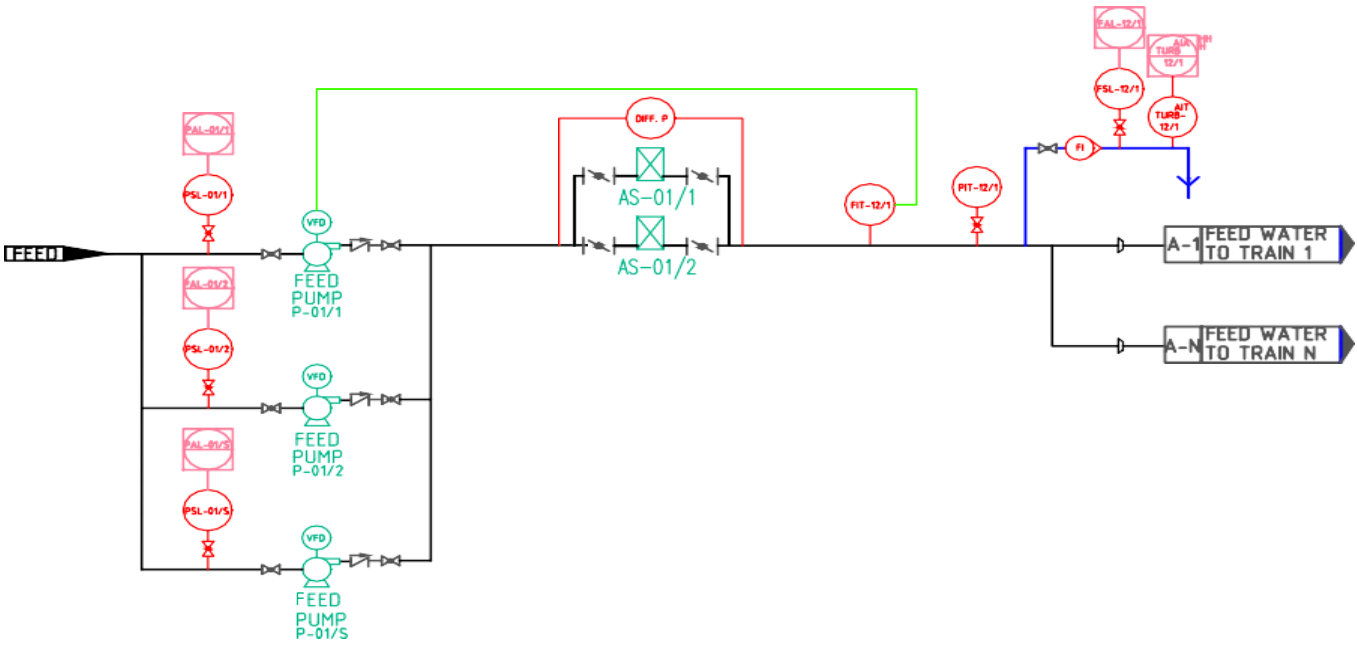 FAL-12/1
AIA
HH
H
TURB
12/1
FSL-12/1
AIT
TURB-
12/1
DIFF. P
PAL-01/1
PSL-01/1
AS-01/1
FIT-12/1
PIT-12/1
FI
VFD
FEED
FEED
PUMP
P-01/1
AS-01/2
A-1
FEED WATER
TO TRAIN 1
PAL-01/2
PSL-01/2
VFD
FEED
PUMP
P-01/2
A-N
FEED WATER
TO TRAIN N
PAL-01/S
PSL-01/S
VFD
FEED
PUMP
P-01/S